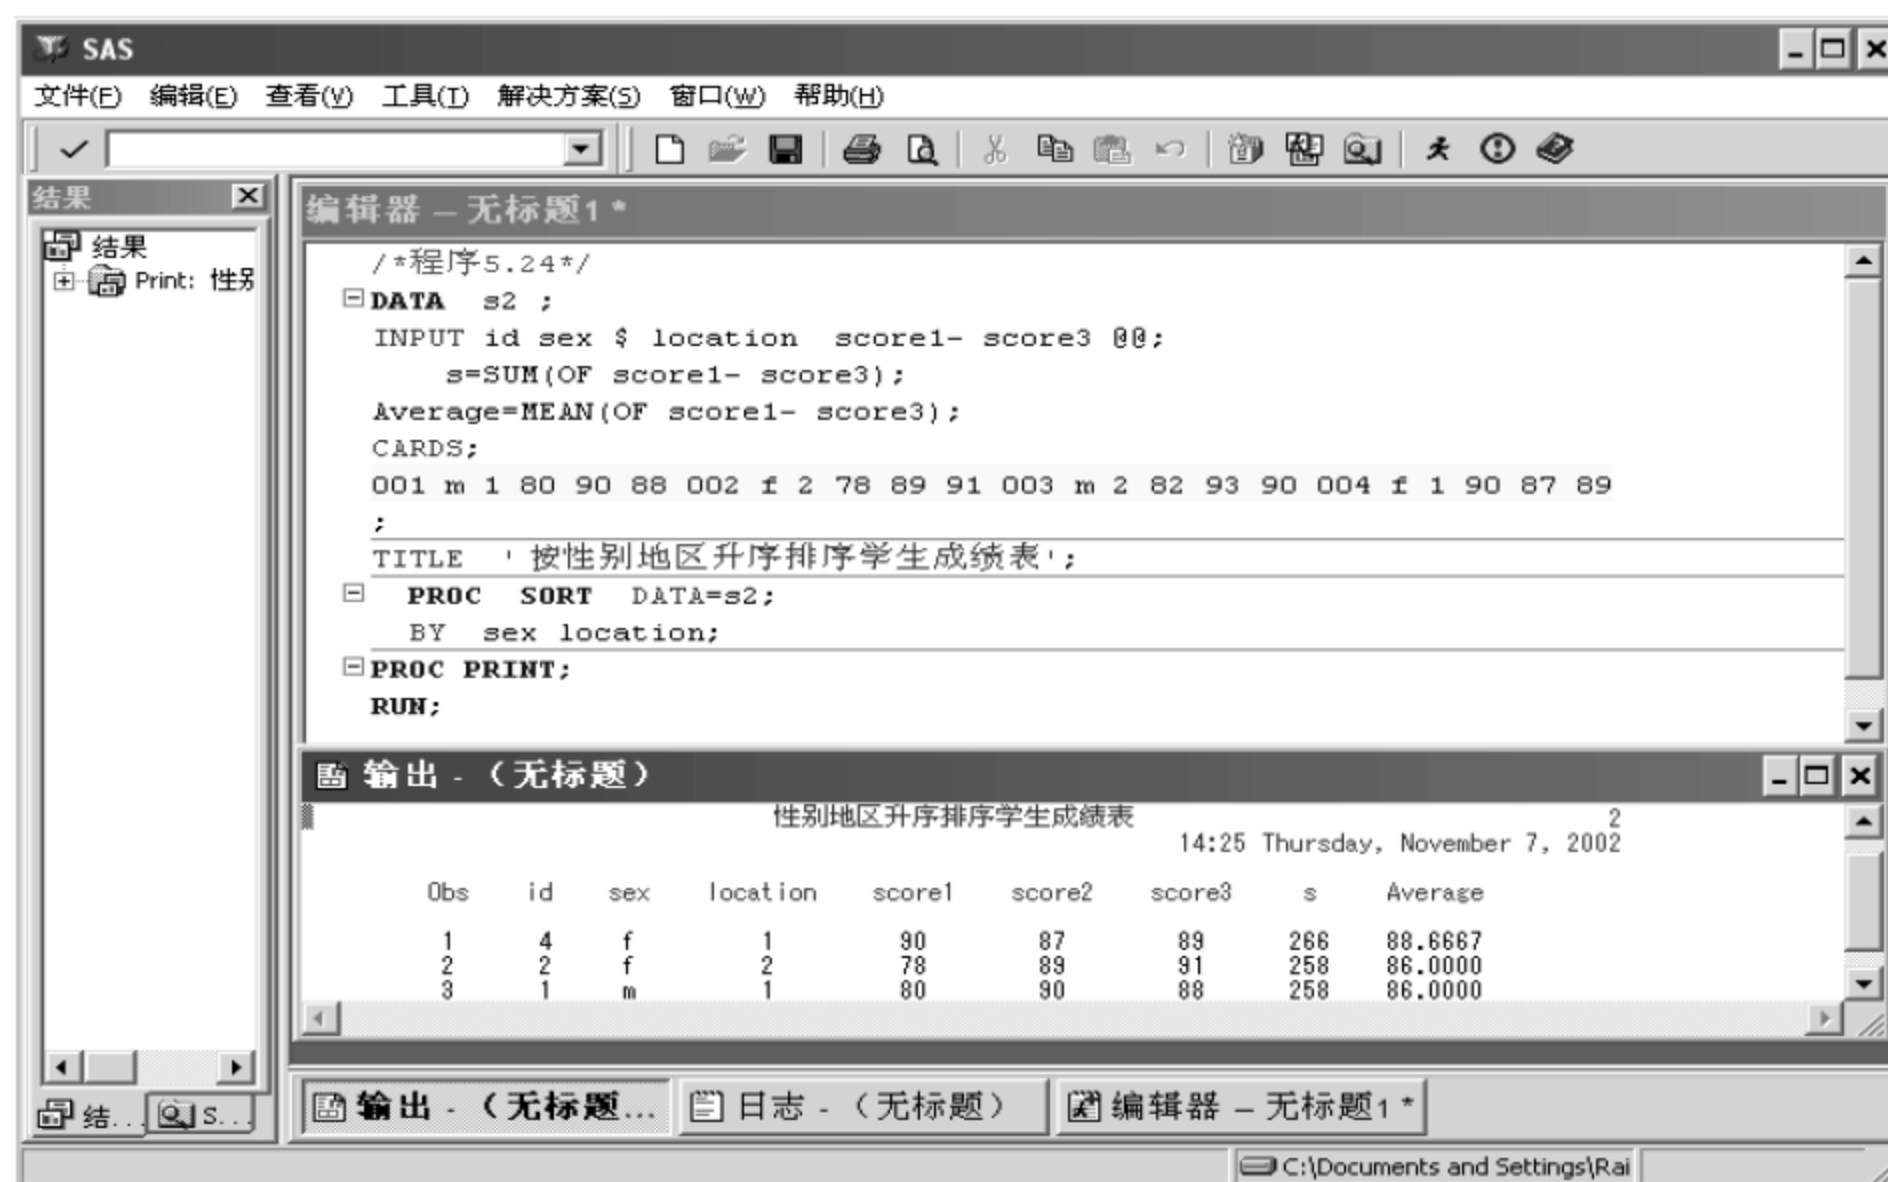 SAS
文件(F) 编辑(E) 查看(V) 工具(T) 解决方案(S) 窗口(W) 帮助(H)
结果
结果
Print: 性别
编辑器 – 无标题1 *
/*程序5.24*/
DATA s2 ;
INPUT id sex $ location score1- score3 @@;
s=SUM(OF score1- score3);
Average=MEAN(OF score1- score3);
CARDS;
001 m 1 80 90 88 002 f 2 78 89 91 003 m 2 82 93 90 004 f 1 90 87 89
;
TITLE '按性别地区升序排序学生成绩表';
PROC SORT DATA=s2;
BY sex location;
PROC PRINT;
RUN;
输出 - （无标题）
性别地区升序排序学生成绩表 2
14:25 Thursday, November 7, 2002
Obs id sex location score1 score2 score3 s Average
1 4 f 1 90 87 89 266 88.6667
2 2 f 2 78 89 91 258 86.0000
3 1 m 1 80 90 88 258 86.0000
结... S...
输出 - （无标题... 日志 - （无标题） 编辑器 – 无标题1 *
C:\Documents and Settings\Rai